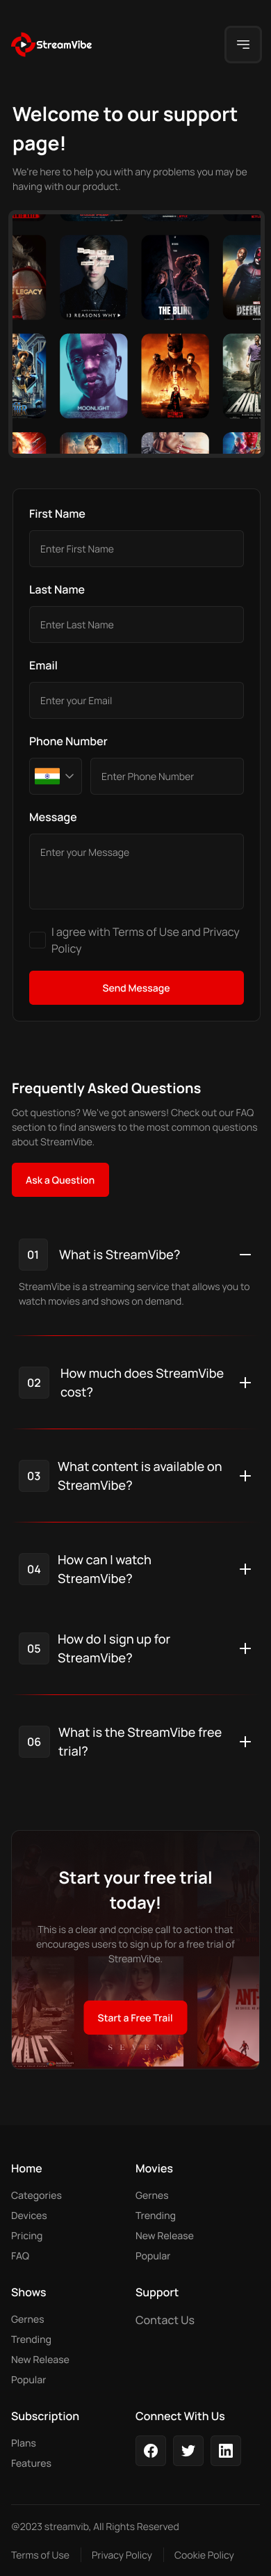 StreamVibe
Welcome to our support
page!
We're here to help you with any problems you may be
having with our product.
LEGACY
13 REASONS WHY
THE BLIND
DEFEND
MOONLIGHT
First Name
Enter First Name
Last Name
Enter Last Name
Email
Enter your Email
Phone Number
Enter Phone Number
Message
Enter your Message
I agree with Terms of Use and Privacy
Policy
Send Message
Frequently Asked Questions
Got questions? We've got answers! Check out our FAQ
section to find answers to the most common questions
about StreamVibe.
Ask a Question
01 What is StreamVibe?
StreamVibe is a streaming service that allows you to
watch movies and shows on demand.
02 How much does StreamVibe
cost?
03 What content is available on
StreamVibe?
04 How can I watch
StreamVibe?
05 How do I sign up for
StreamVibe?
06 What is the StreamVibe free
trial?
Start your free trial
today!
This is a clear and concise call to action that
encourages users to sign up for a free trial of
StreamVibe.
Start a Free Trail
SEVEN
ANT-
Home
Categories
Devices
Pricing
FAQ
Movies
Gernes
Trending
New Release
Popular
Shows
Gernes
Trending
New Release
Popular
Support
Contact Us
Subscription
Plans
Features
Connect With Us
@2023 streamvib, All Rights Reserved
Terms of Use
Privacy Policy
Cookie Policy